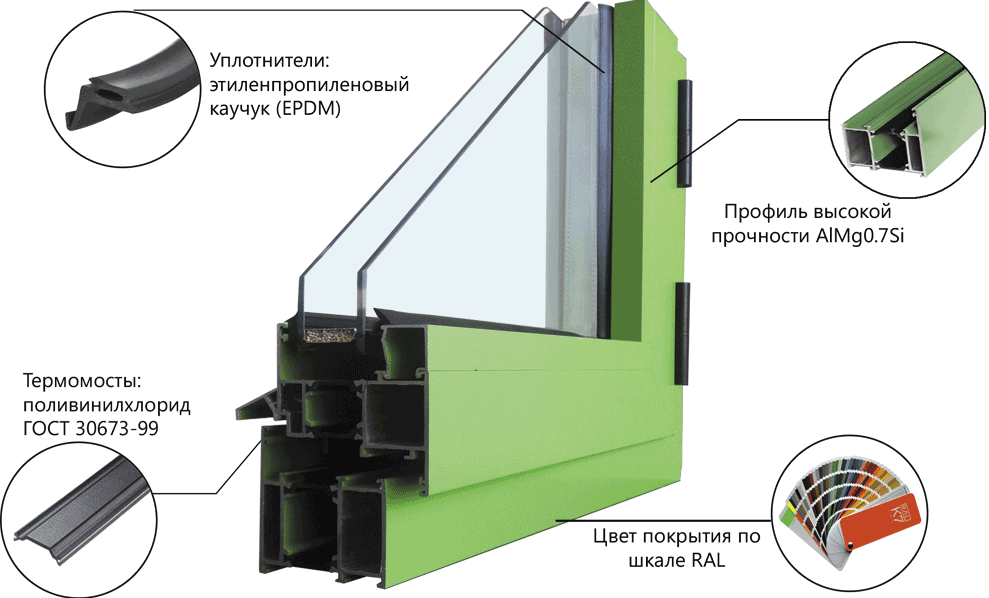 Уплотнители:
этиленпропиленовый
каучук (EPDM)
Профиль высокой
прочности AlMg0.7Si
Термомосты:
поливинилхлорид
ГОСТ 30673-99
Цвет покрытия по
шкале RAL
K7